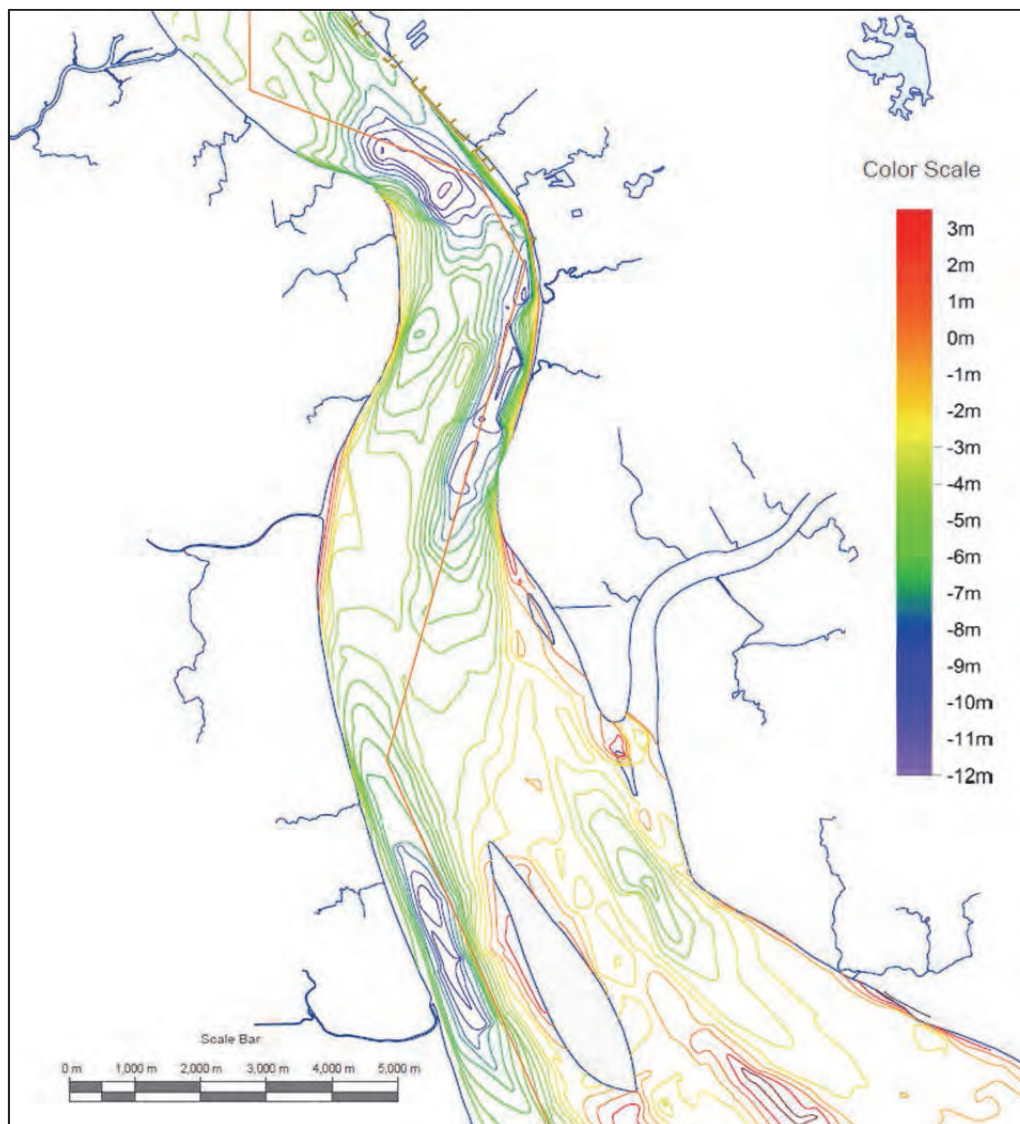 Color Scale
3m
2m
1m
0m
-1m
-2m
-3m
-4m
-5m
-6m
-7m
-8m
-9m
-10m
-11m
-12m
Scale Bar
0 m 1,000 m 2,000 m 3,000 m 4,000 m 5,000 m